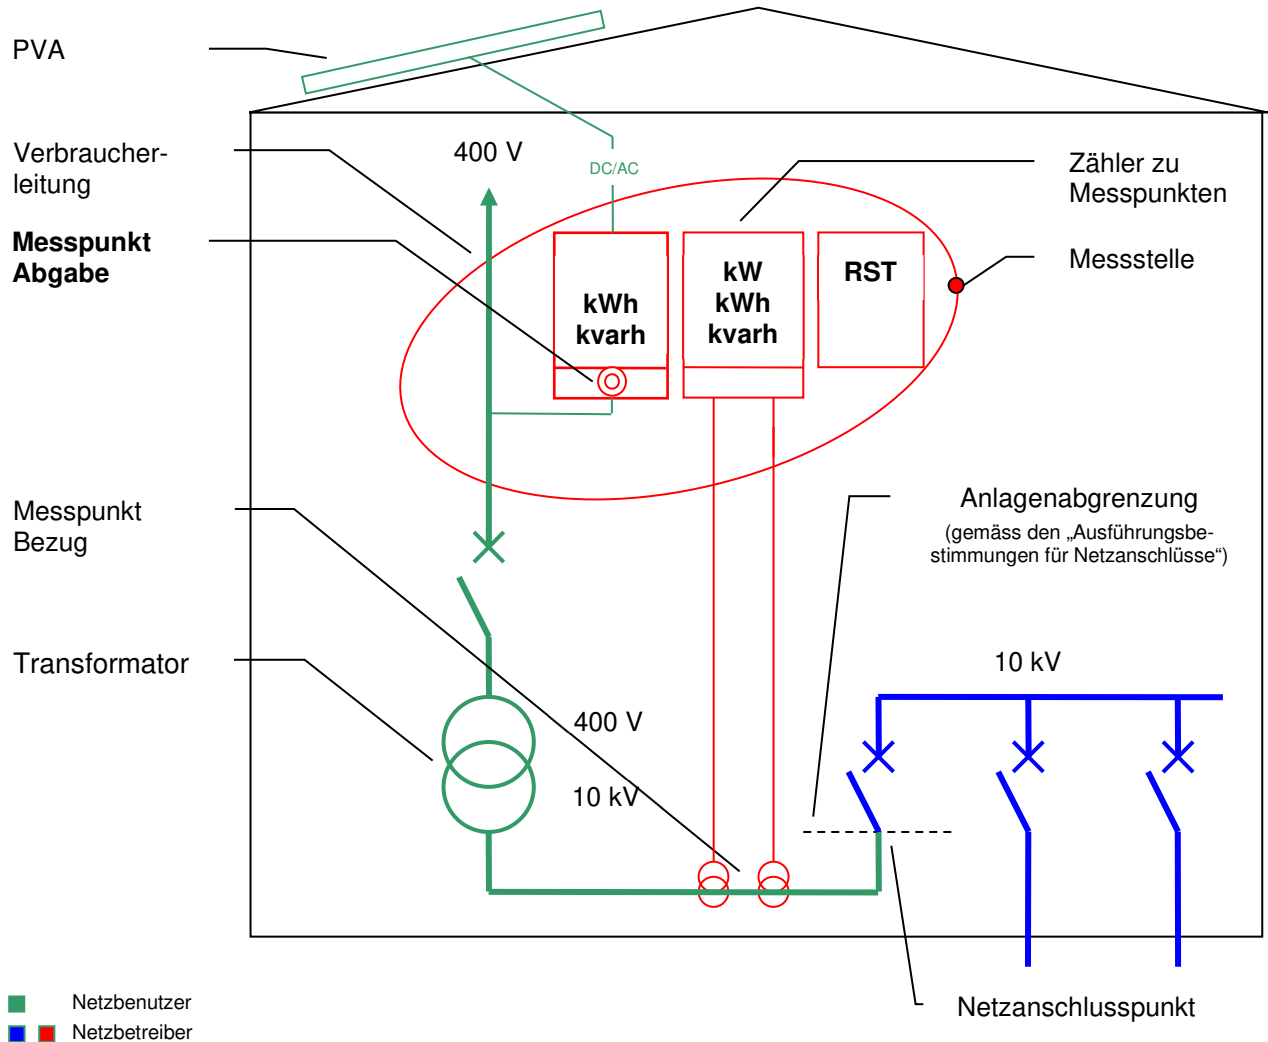 PVA
Verbraucher-
leitung
400 V
DC/AC
Zähler zu
Messpunkten
Messpunkt
Abgabe
kWh
kvarh
kW
kWh
kvarh
RST
Messstelle
Messpunkt
Bezug
Anlagenabgrenzung
(gemäss den „Ausführungsbe-
stimmungen für Netzanschlüsse“)
Transformator
10 kV
400 V
10 kV
Netzanschlusspunkt
Netzbenutzer
Netzbetreiber